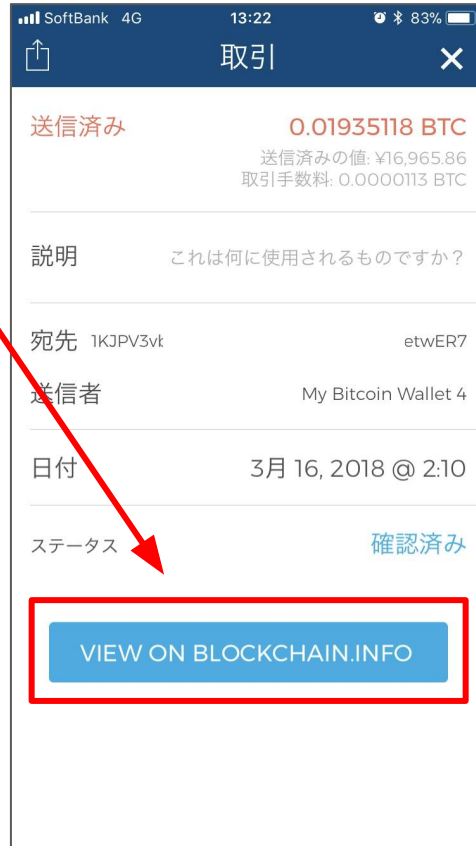 SoftBank 4G 13:22 83%
取引
送信済み 0.01935118 BTC
送信済みの値: ¥16,965.86
取引手数料: 0.0000113 BTC
説明 これは何に使用されるものですか？
宛先 1KJPV3vk etwER7
送信者 My Bitcoin Wallet 4
日付 3月 16, 2018 @ 2:10
ステータス 確認済み
VIEW ON BLOCKCHAIN.INFO